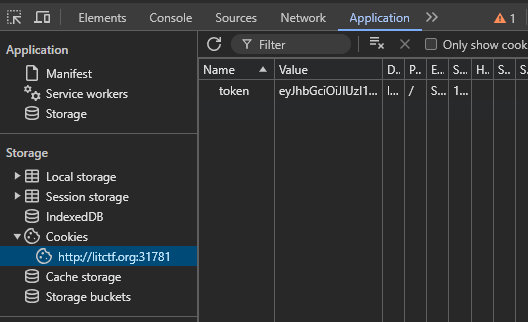 Elements Console Sources Network Application 1
Application
Manifest
Service workers
Storage
Storage
Local storage
Session storage
IndexedDB
Cookies
http://litctf.org:31781
Cache storage
Storage buckets
Filter Only show cook
Name Value D.. P.. E.. S... H.. S.. S
token eyJhbGciOiJIUzI1... l... / S... 1...